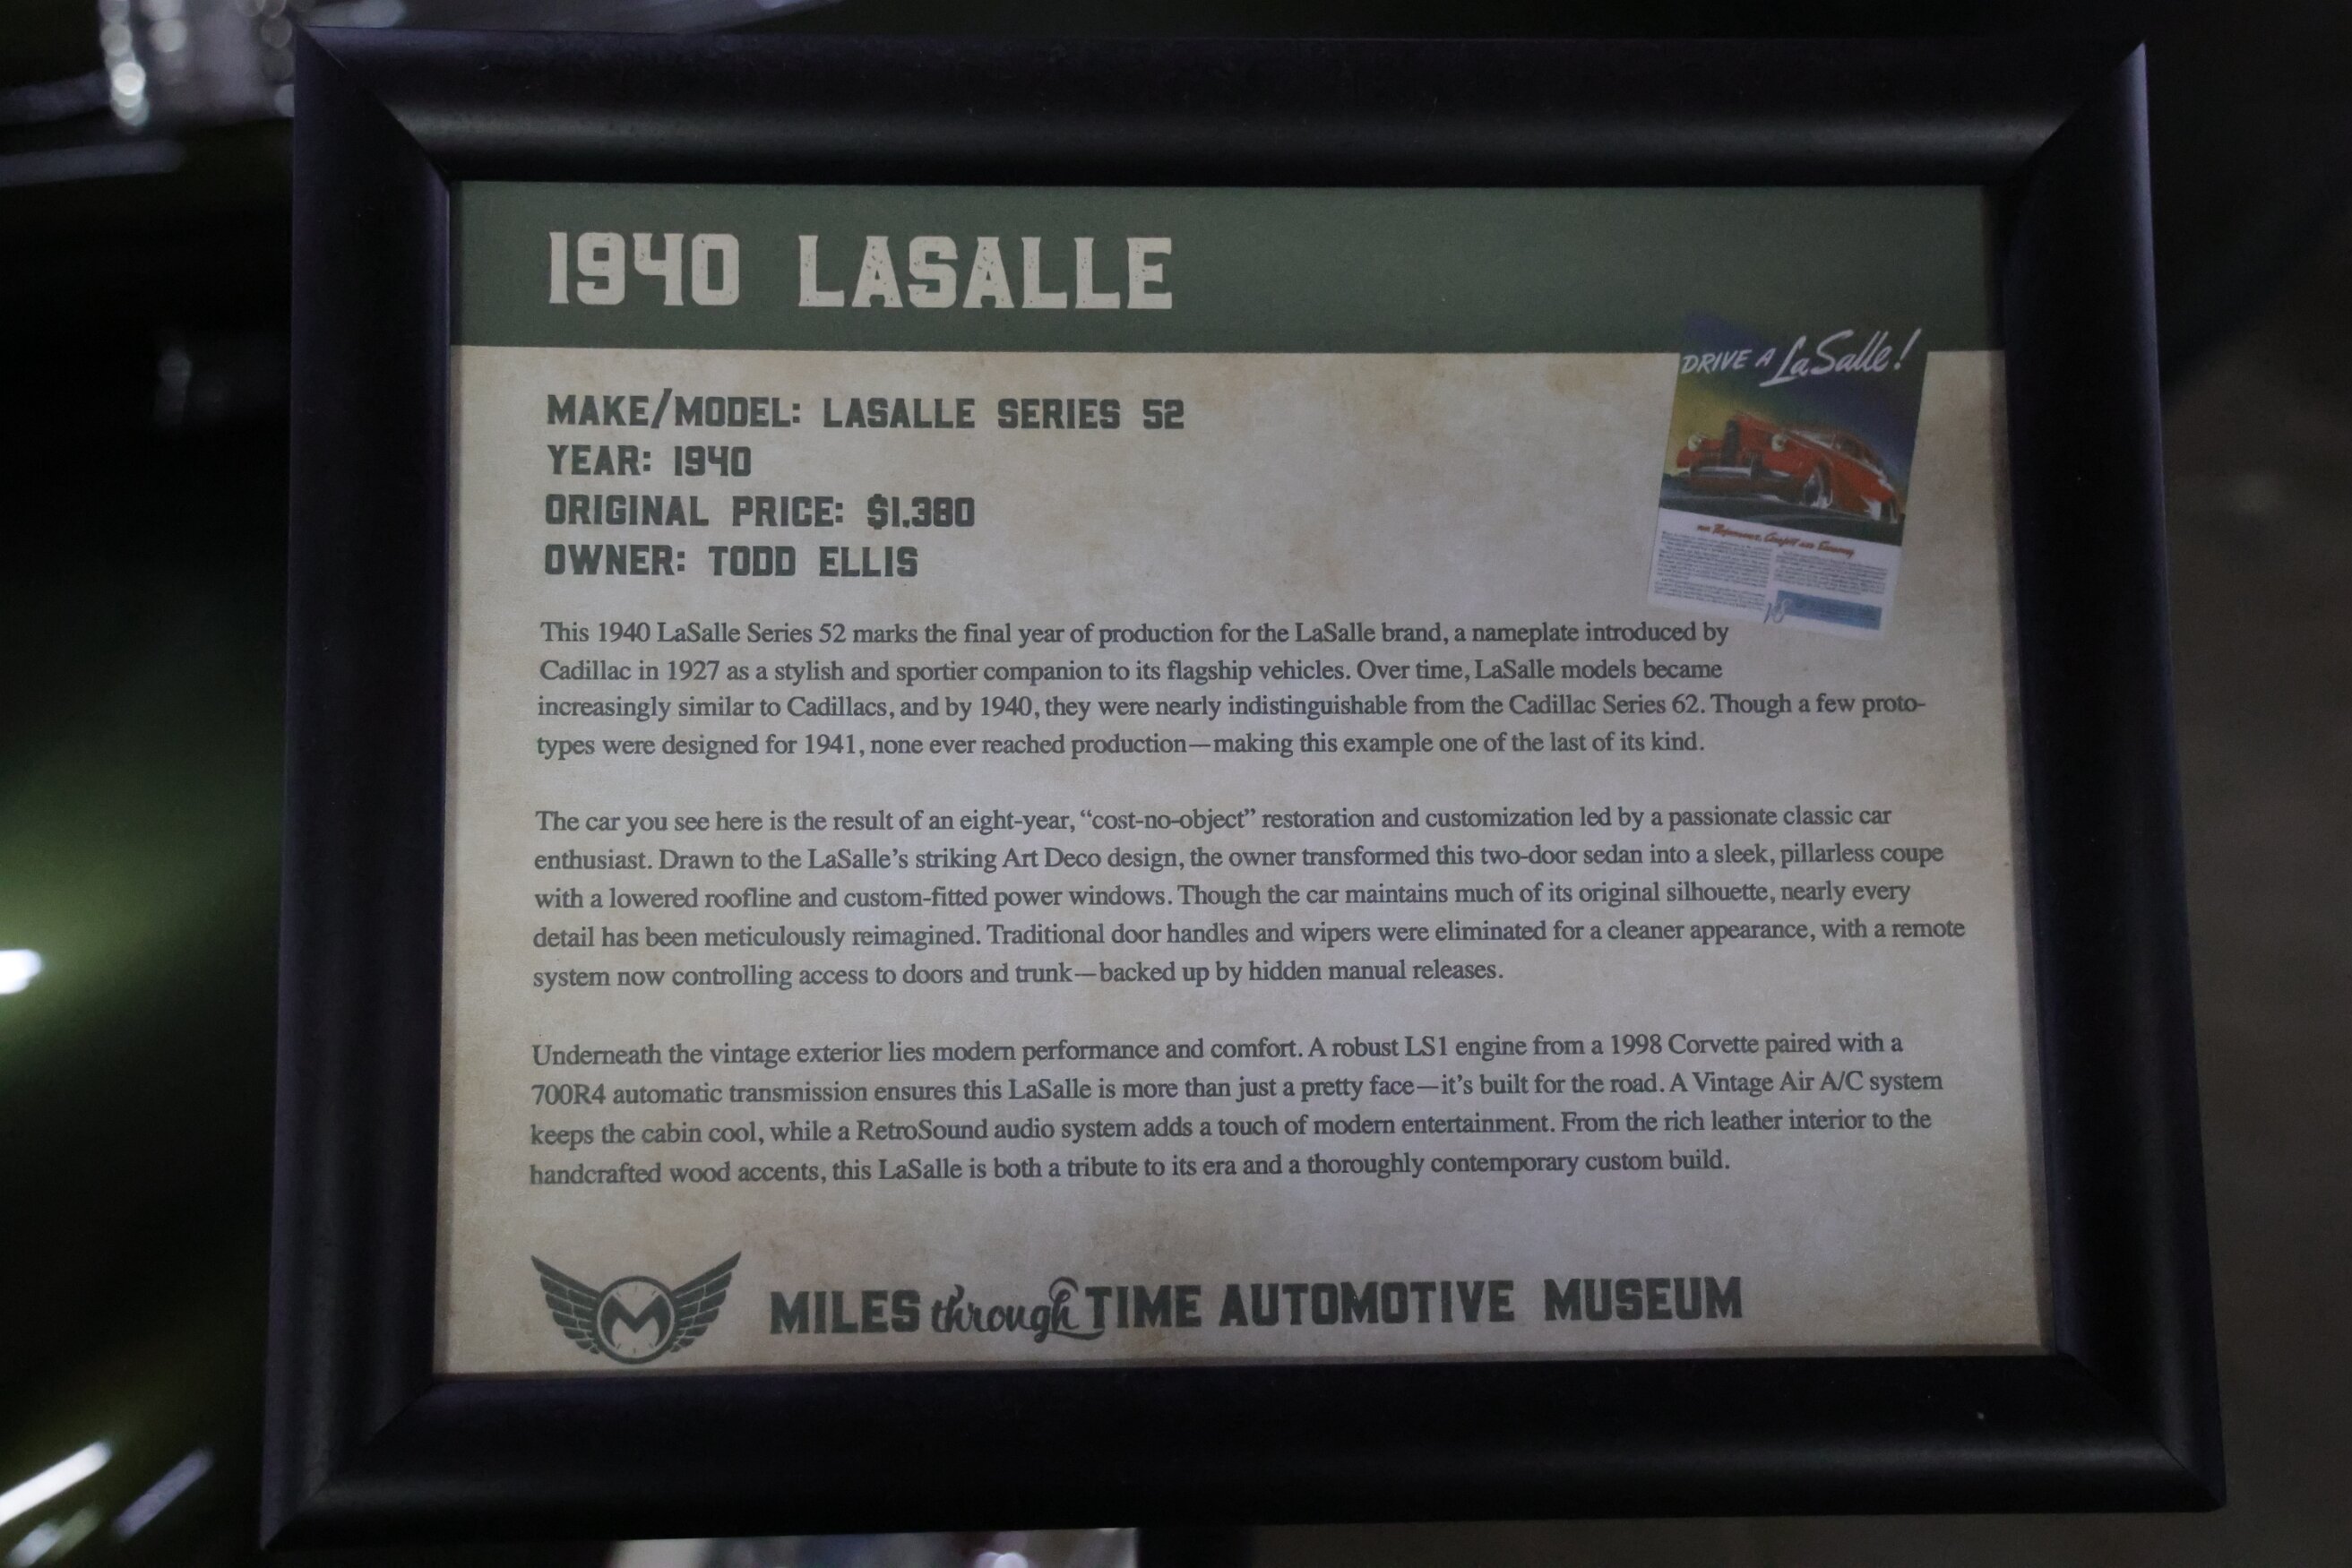 1940 LASALLE
DRIVE A LaSalle!
MAKE/MODEL: LASALLE SERIES 52
YEAR: 1940
ORIGINAL PRICE: $1,380
OWNER: TODD ELLIS
This 1940 LaSalle Series 52 marks the final year of production for the LaSalle brand, a nameplate introduced by
Cadillac in 1927 as a stylish and sportier companion to its flagship vehicles. Over time, LaSalle models became
increasingly similar to Cadillacs, and by 1940, they were nearly indistinguishable from the Cadillac Series 62. Though a few proto-
types were designed for 1941, none ever reached production—making this example one of the last of its kind.
The car you see here is the result of an eight-year, “cost-no-object” restoration and customization led by a passionate classic car
enthusiast. Drawn to the LaSalle’s striking Art Deco design, the owner transformed this two-door sedan into a sleek, pillarless coupe
with a lowered roofline and custom-fitted power windows. Though the car maintains much of its original silhouette, nearly every
detail has been meticulously reimagined. Traditional door handles and wipers were eliminated for a cleaner appearance, with a remote
system now controlling access to doors and trunk—backed up by hidden manual releases.
Underneath the vintage exterior lies modern performance and comfort. A robust LS1 engine from a 1998 Corvette paired with a
700R4 automatic transmission ensures this LaSalle is more than just a pretty face—it’s built for the road. A Vintage Air A/C system
keeps the cabin cool, while a RetroSound audio system adds a touch of modern entertainment. From the rich leather interior to the
handcrafted wood accents, this LaSalle is both a tribute to its era and a thoroughly contemporary custom build.
M
MILES through TIME AUTOMOTIVE MUSEUM